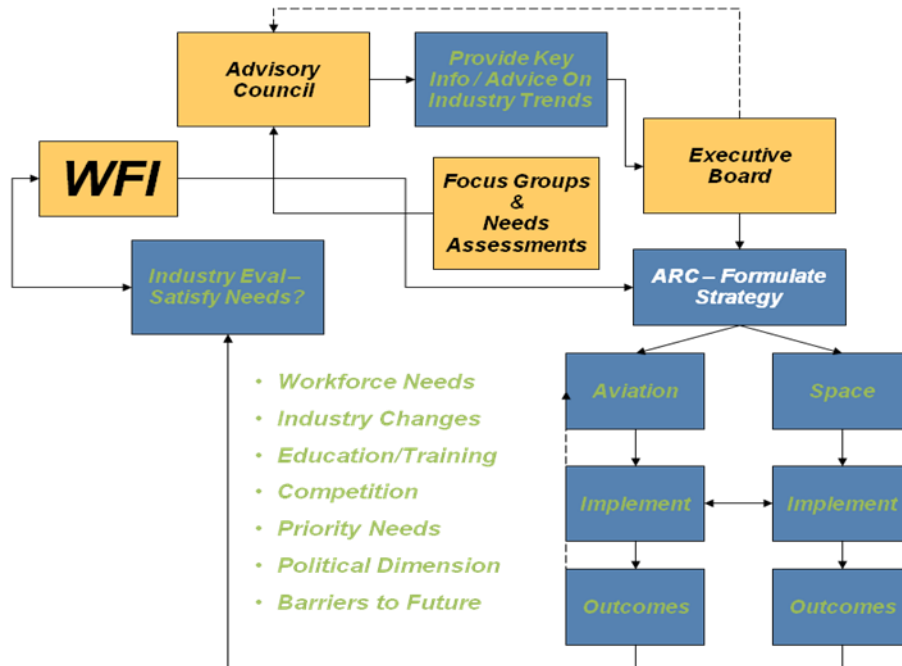 Advisory
Council
Provide Key
Info / Advice On
Industry Trends
Executive
Board
WFI
Focus Groups
&
Needs
Assessments
Industry Eval–
Satisfy Needs?
ARC – Formulate
Strategy
Aviation
Space
Implement
Implement
Outcomes
Outcomes
• Workforce Needs
• Industry Changes
• Education/Training
• Competition
• Priority Needs
• Political Dimension
• Barriers to Future